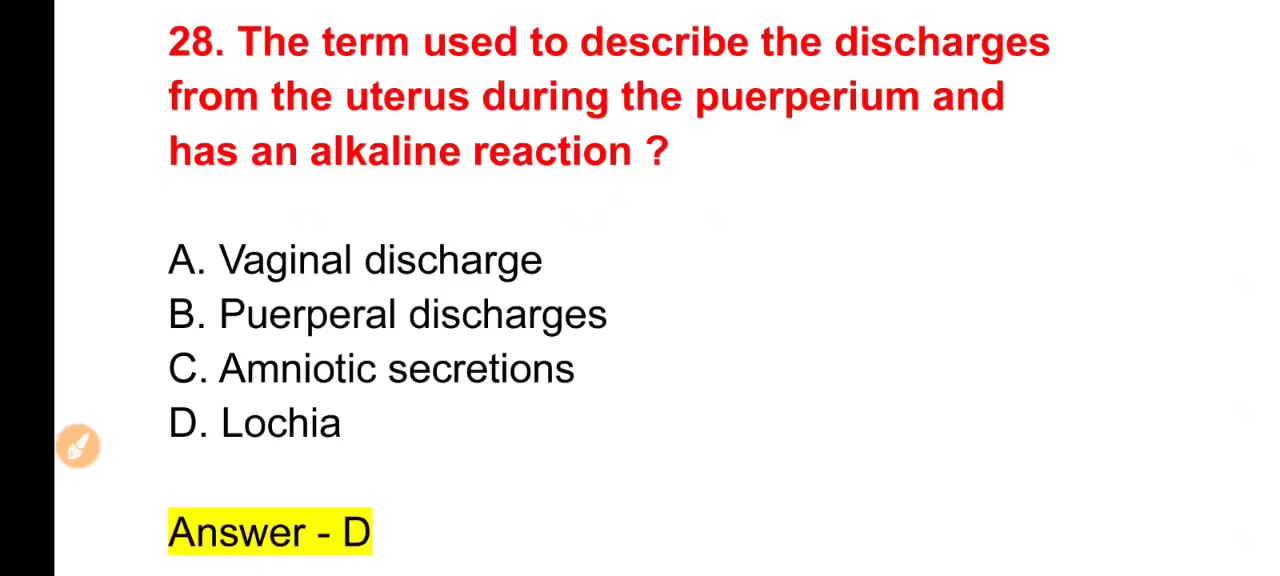 28. The term used to describe the discharges
from the uterus during the puerperium and
has an alkaline reaction ?
A. Vaginal discharge
B. Puerperal discharges
C. Amniotic secretions
D. Lochia
Answer - D